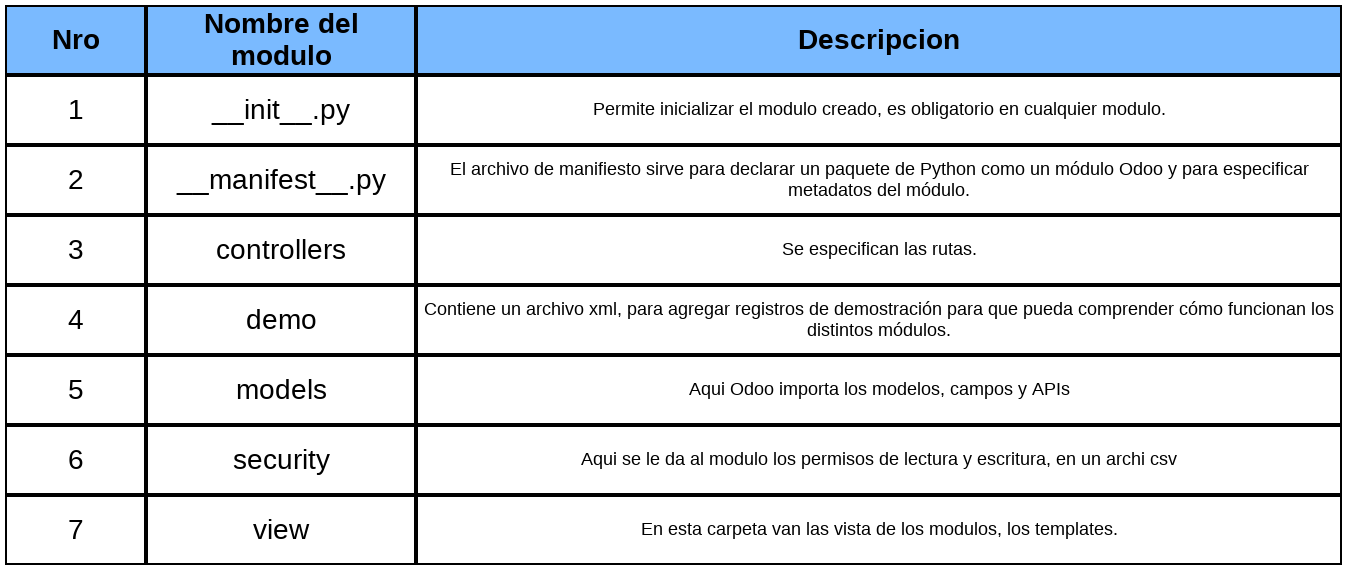 Nro
Nombre del
modulo
Descripcion
1
__init__.py
Permite inicializar el modulo creado, es obligatorio en cualquier modulo.
2
__manifest__.py
El archivo de manifiesto sirve para declarar un paquete de Python como un módulo Odoo y para especificar
metadatos del módulo.
3
controllers
Se especifican las rutas.
4
demo
Contiene un archivo xml, para agregar registros de demostración para que pueda comprender cómo funcionan los
distintos módulos.
5
models
Aqui Odoo importa los modelos, campos y APIs
6
security
Aqui se le da al modulo los permisos de lectura y escritura, en un archi csv
7
view
En esta carpeta van las vista de los modulos, los templates.